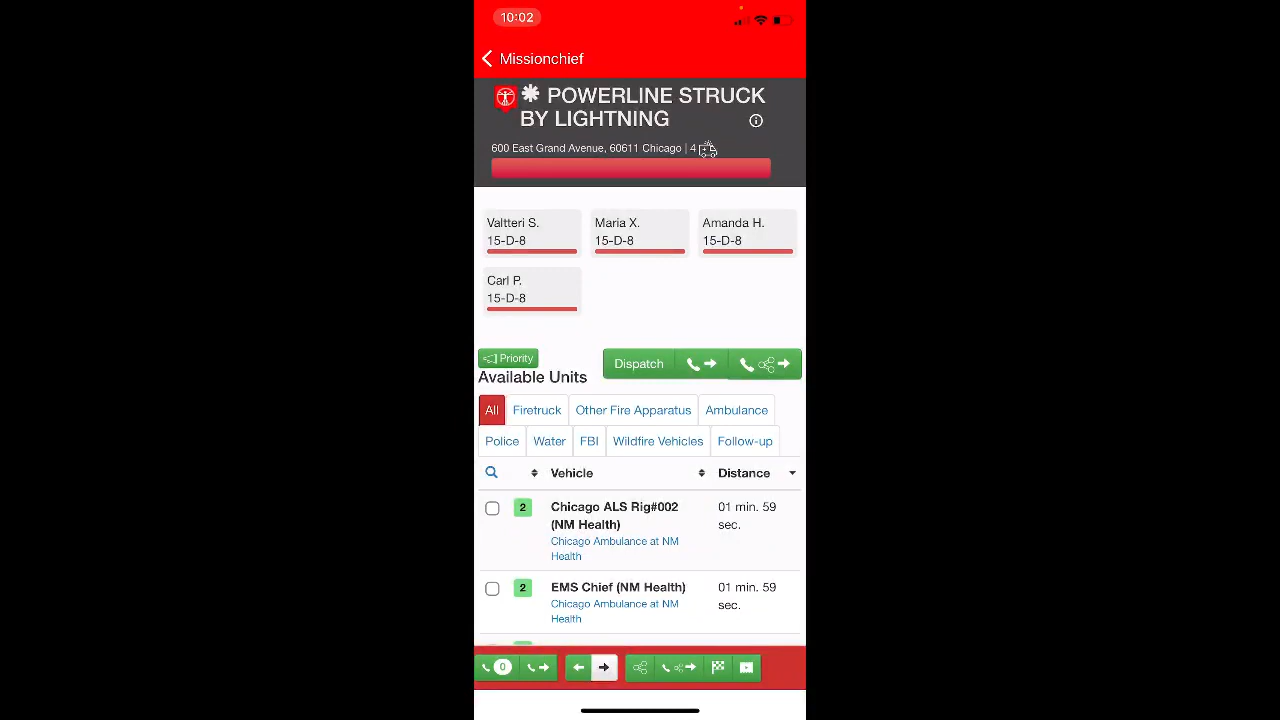 10:02
Missionchief
POWERLINE STRUCK
BY LIGHTNING
600 East Grand Avenue, 60611 Chicago | 4
Valtteri S.
15-D-8
Maria X.
15-D-8
Amanda H.
15-D-8
Carl P.
15-D-8
Priority
Dispatch
Available Units
All Firetruck Other Fire Apparatus Ambulance
Police Water FBI Wildfire Vehicles Follow-up
Vehicle Distance
2 Chicago ALS Rig#002 01 min. 59
(NM Health) sec.
Chicago Ambulance at NM
Health
2 EMS Chief (NM Health) 01 min. 59
Chicago Ambulance at NM sec.
Health
0